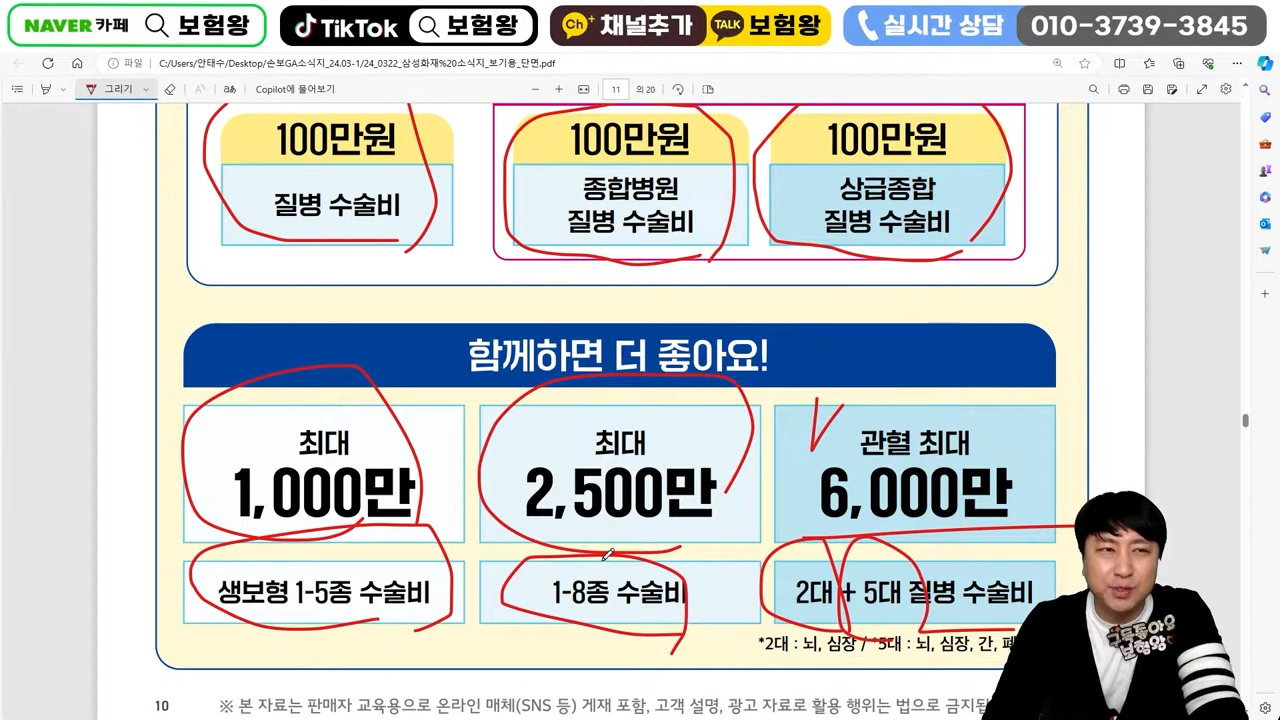 NAVER 카페 보험왕
TikTok 보험왕
Ch+ 채널추가 TALK 보험왕
실시간 상담 010-3739-3845
파일 C:/Users/안태수/Desktop/손보GA소식지_24.03-1/24_0322_삼성화재%20소식지_보기용_단면.pdf
그리기 Copilot에 물어보기 11 의 20
100만원 100만원 100만원
질병 수술비
종합병원
질병 수술비
상급종합
질병 수술비
함께하면 더 좋아요!
최대
1,000만
최대
2,500만
관혈 최대
6,000만
생보형 1-5종 수술비
1-8종 수술비
2대 + 5대 질병 수술비
*2대 : 뇌, 심장 / *5대 : 뇌, 심장, 간,
구독좋아요
보험왕
10 ※ 본 자료는 판매자 교육용으로 온라인 매체(SNS 등) 게재 포함, 고객 설명, 광고 자료로 활용 행위는 법으로